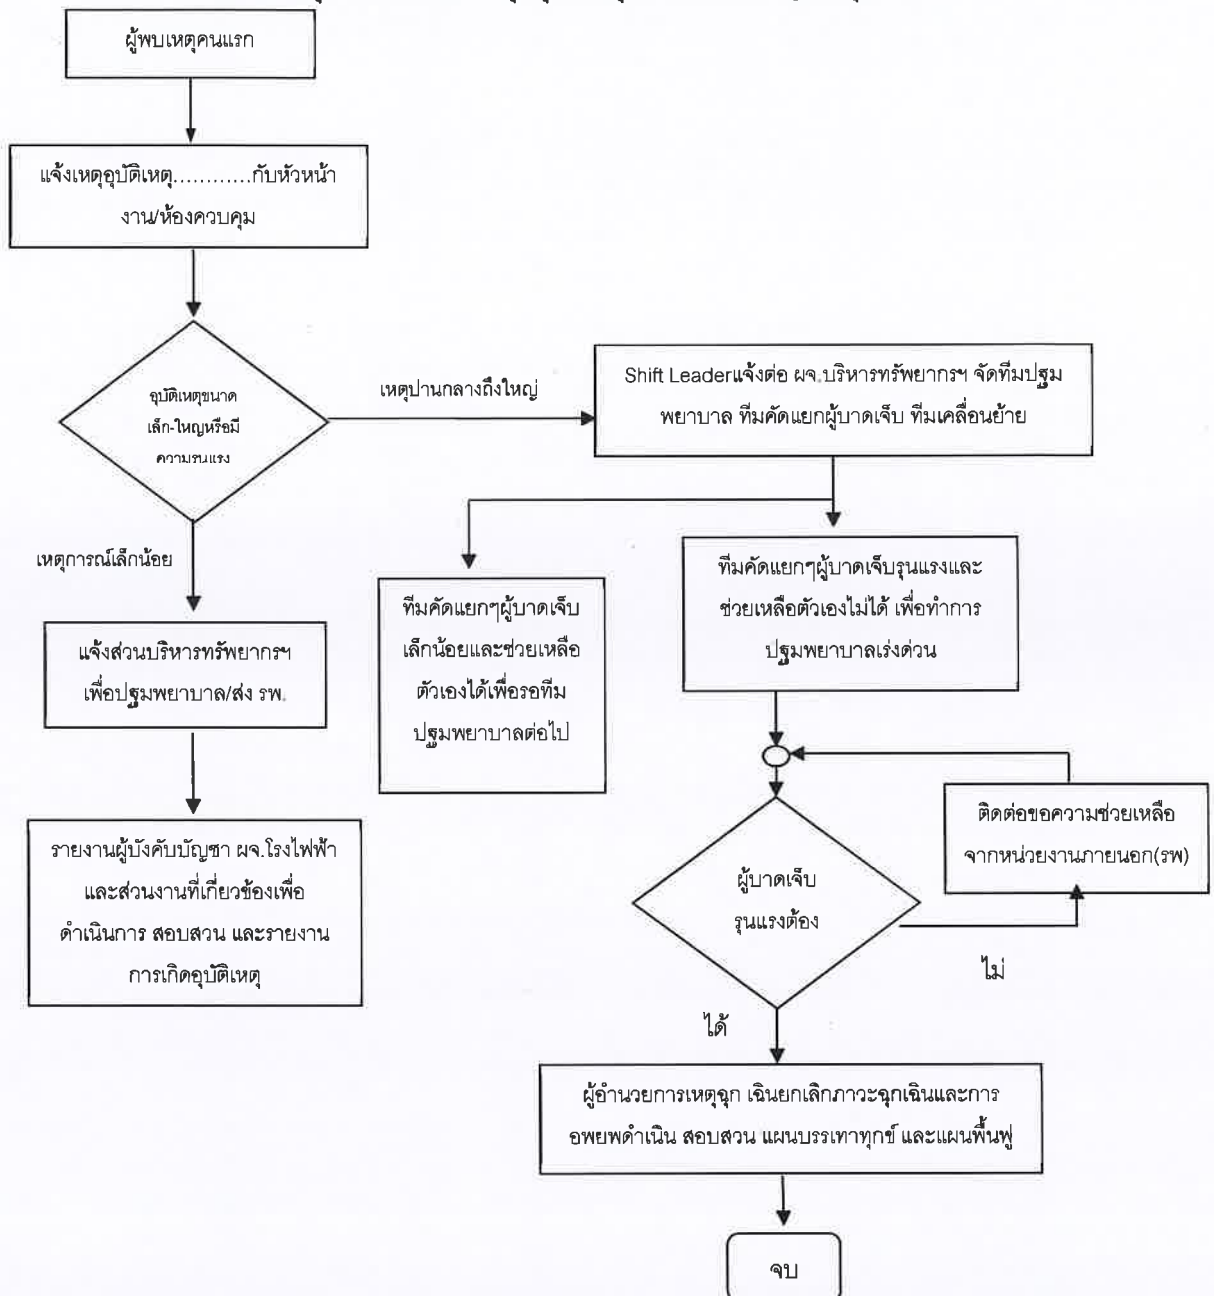 ผู้พบเหตุคนแรก
แจ้งเหตุอุบัติเหตุ............กับหัวหน้า
งาน/ห้องควบคุม
อุบัติเหตุขนาด
เล็ก-ใหญ่หรือมี
ความรุนแรง
เหตุปานกลางถึงใหญ่
Shift Leaderแจ้งต่อ ผจ.บริหารทรัพยากรฯ จัดทีมปฐม
พยาบาล ทีมคัดแยกผู้บาดเจ็บ ทีมเคลื่อนย้าย
เหตุการณ์เล็กน้อย
แจ้งส่วนบริหารทรัพยากรฯ
เพื่อปฐมพยาบาล/ส่ง รพ.
รายงานผู้บังคับบัญชา ผจ.โรงไฟฟ้า
และส่วนงานที่เกี่ยวข้องเพื่อ
ดำเนินการ สอบสวน และรายงาน
การเกิดอุบัติเหตุ
ทีมคัดแยกๆผู้บาดเจ็บ
เล็กน้อยและช่วยเหลือ
ตัวเองได้เพื่อรอทีม
ปฐมพยาบาลต่อไป
ทีมคัดแยกๆผู้บาดเจ็บรุนแรงและ
ช่วยเหลือตัวเองไม่ได้ เพื่อทำการ
ปฐมพยาบาลเร่งด่วน
ติดต่อขอความช่วยเหลือ
จากหน่วยงานภายนอก(รพ)
ผู้บาดเจ็บ
รุนแรงต้อง
ไม่
ได้
ผู้อำนวยการเหตุฉุก เฉินยกเลิกภาวะฉุกเฉินและการ
อพยพดำเนิน สอบสวน แผนบรรเทาทุกข์ และแผนพื้นฟู
จบ